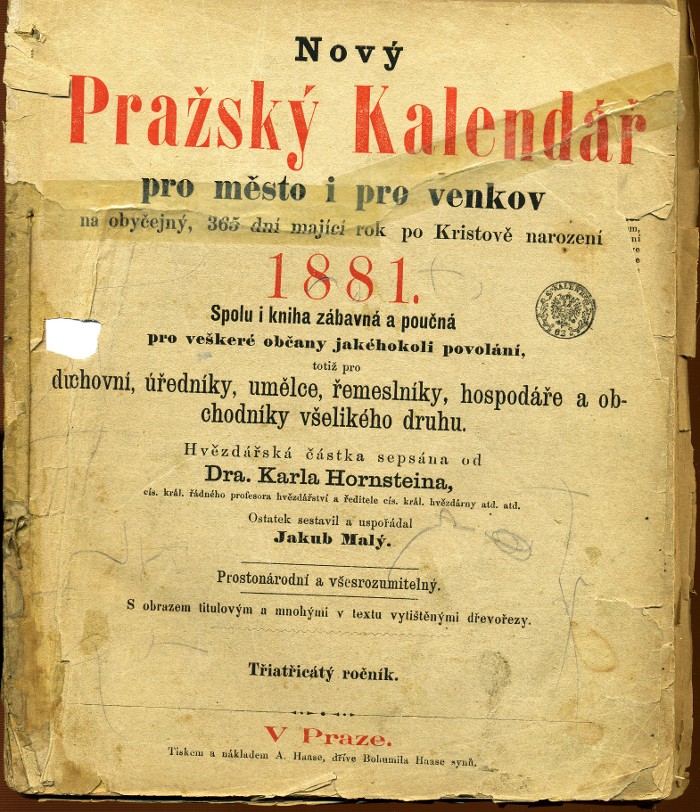 Nový
Pražský Kalendář
pro město i pro venkov
na obyčejný, 365 dní mající rok po Kristově narození
1881.
Spolu i kniha zábavná a poučná
pro veškeré občany jakéhokoli povolání,
totiž pro
duchovní, úředníky, umělce, řemeslníky, hospodáře a ob-
chodníky všelikého druhu.
Hvězdářská částka sepsána od
Dra. Karla Hornsteina,
cís. král. řádného profesora hvězdářství a ředitele cís. král. hvězdárny atd. atd.
Ostatek sestavil a uspořádal
Jakub Malý.
Prostonárodní a všesrozumitelný.
S obrazem titulovým a mnohými v textu vytištěnými dřevořezy.
Třiatřicátý ročník.
V Praze.
Tiskem a nákladem A. Haase, dříve Bohumila Haase synů.